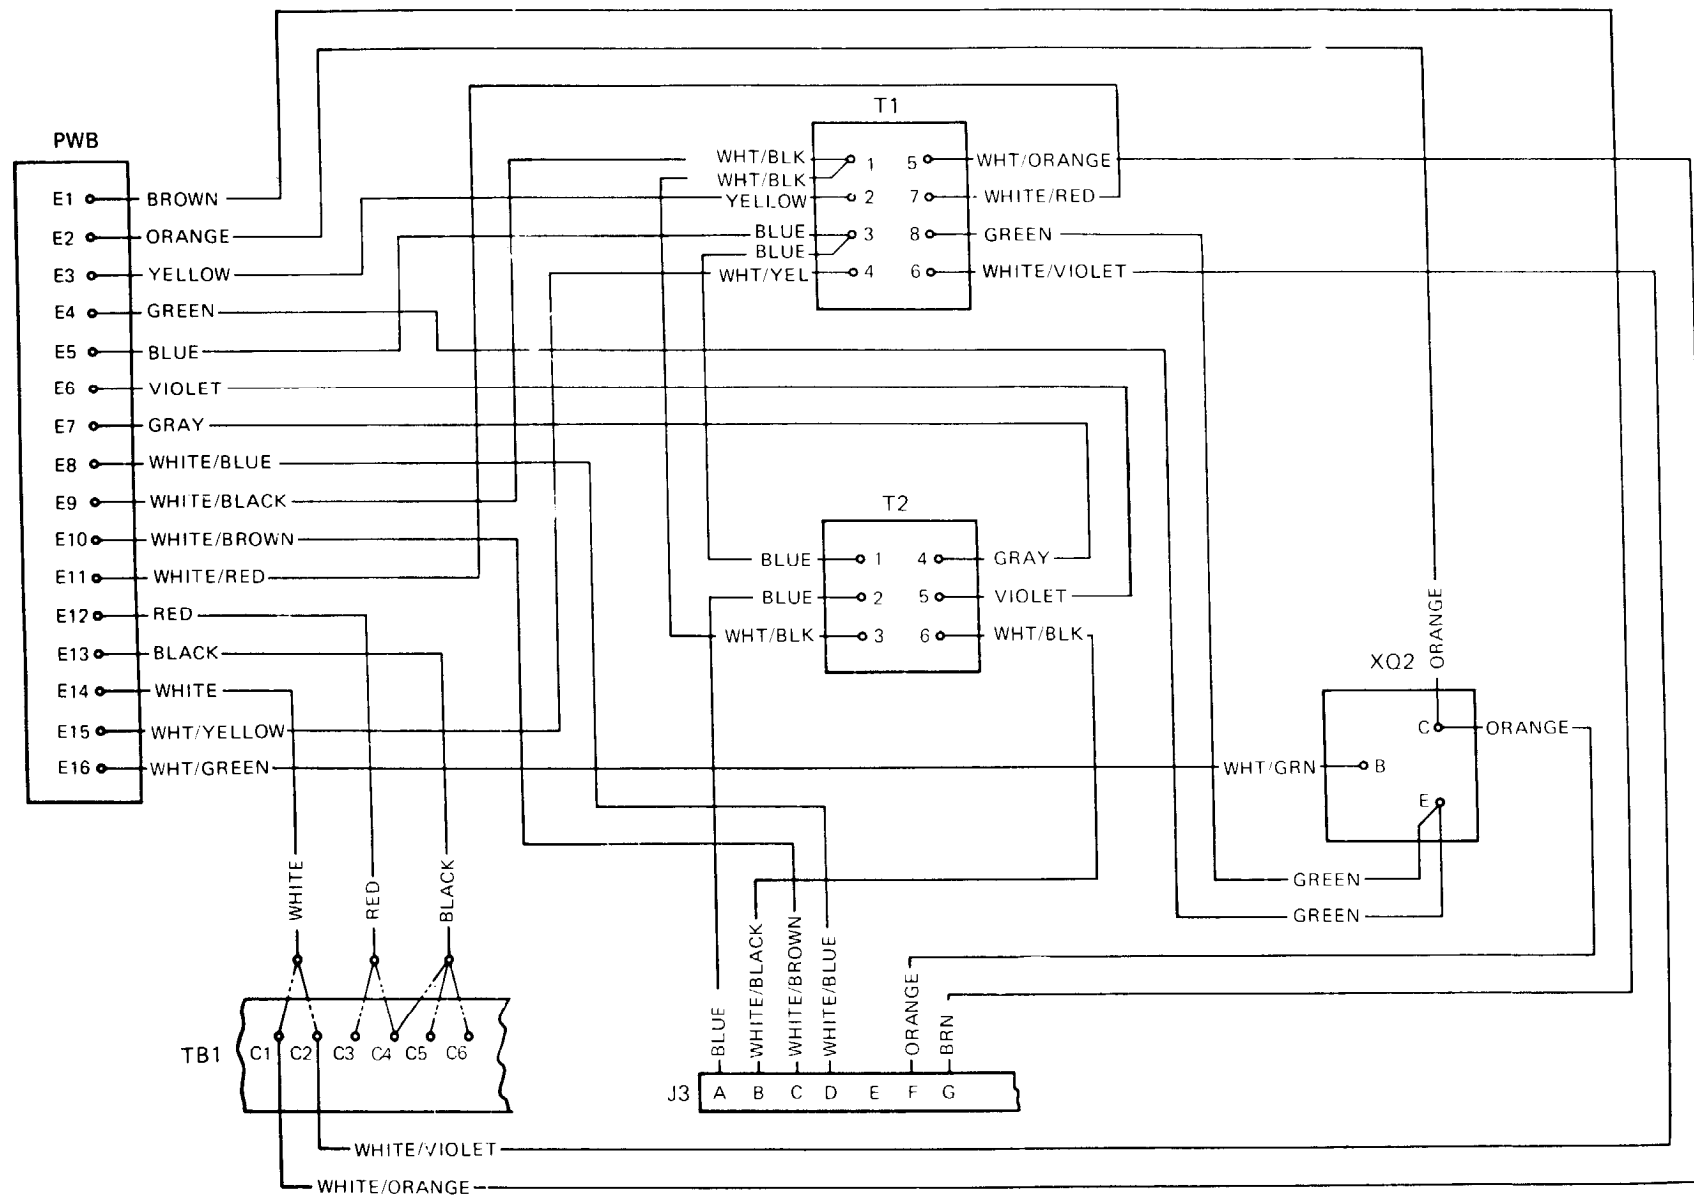 PWB
E1 BROWN
E2 ORANGE
E3 YELLOW
E4 GREEN
E5 BLUE
E6 VIOLET
E7 GRAY
E8 WHITE/BLUE
E9 WHITE/BLACK
E10 WHITE/BROWN
E11 WHITE/RED
E12 RED
E13 BLACK
E14 WHITE
E15 WHT/YELLOW
E16 WHT/GREEN
T1
WHT/BLK 1 5 WHT/ORANGE
WHT/BLK
YELLOW 2 7 WHITE/RED
BLUE 3 8 GREEN
BLUE
WHT/YEL 4 6 WHITE/VIOLET
T2
BLUE 1 4 GRAY
BLUE 2 5 VIOLET
WHT/BLK 3 6 WHT/BLK
ORANGE
XQ2
C ORANGE
WHT/GRN B
E
GREEN
GREEN
WHITE
RED
BLACK
TB1 C1 C2 C3 C4 C5 C6
BLUE
WHITE/BLACK
WHITE/BROWN
WHITE/BLUE
ORANGE
BRN
J3 A B C D E F G
WHITE/VIOLET
WHITE/ORANGE